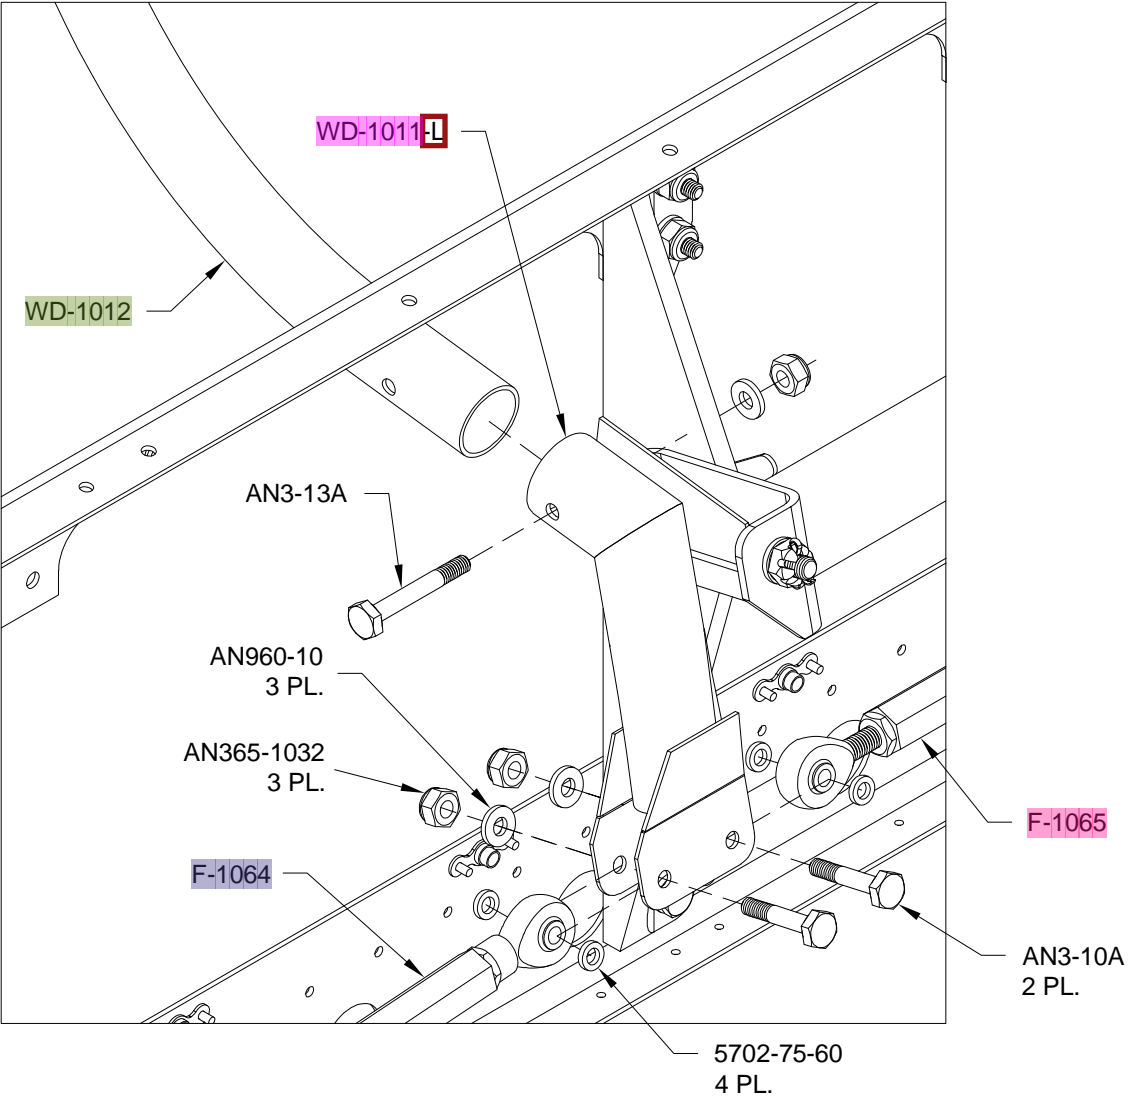 WD-1011-L
WD-1012
AN3-13A
AN960-10
3 PL.
AN365-1032
3 PL.
F-1065
F-1064
AN3-10A
2 PL.
5702-75-60
4 PL.